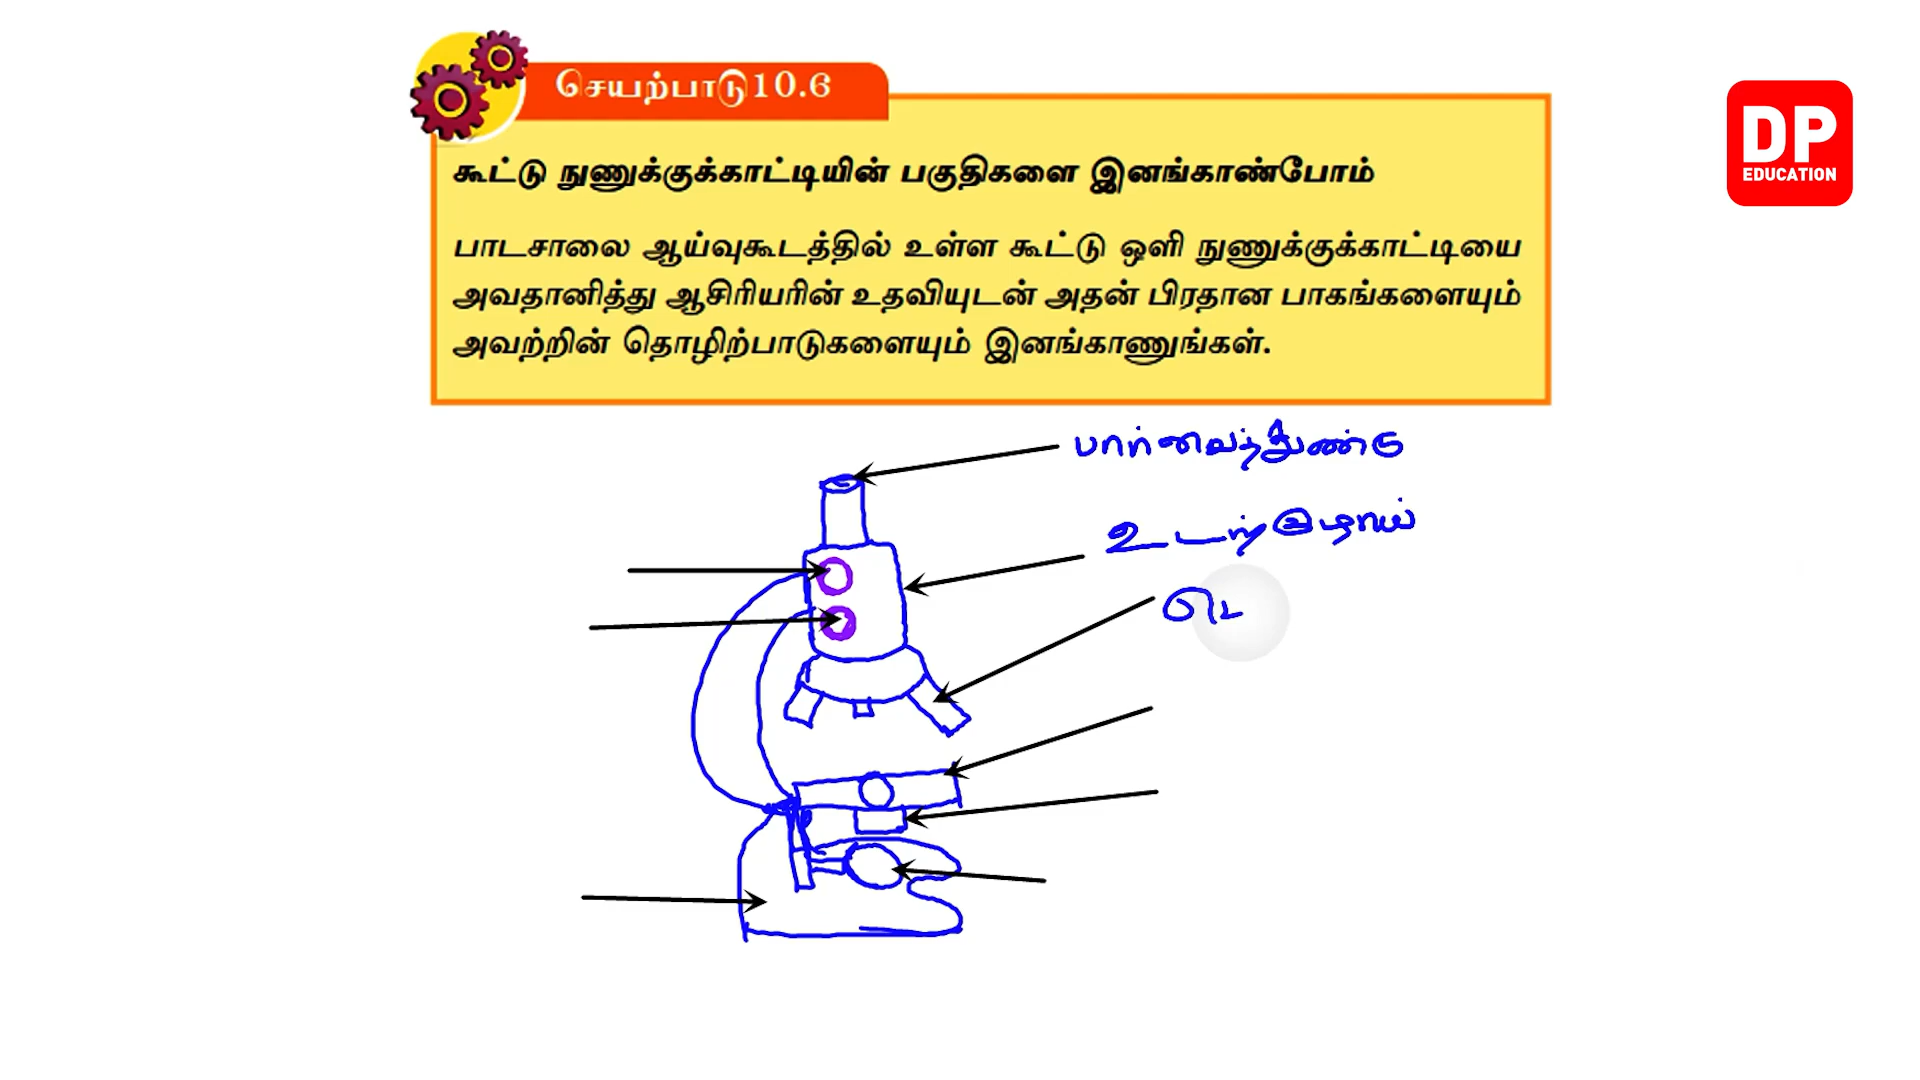 செயற்பாடு10.6
DP
EDUCATION
கூட்டு நுணுக்குக்காட்டியின் பகுதிகளை இனங்காண்போம்
பாடசாலை ஆய்வுகூடத்தில் உள்ள கூட்டு ஒளி நுணுக்குக்காட்டியை
அவதானித்து ஆசிரியரின் உதவியுடன் அதன் பிரதான பாகங்களையும்
அவற்றின் தொழிற்பாடுகளையும் இனங்காணுங்கள்.
பார்வைத்துண்டு
உடற்குழாய்